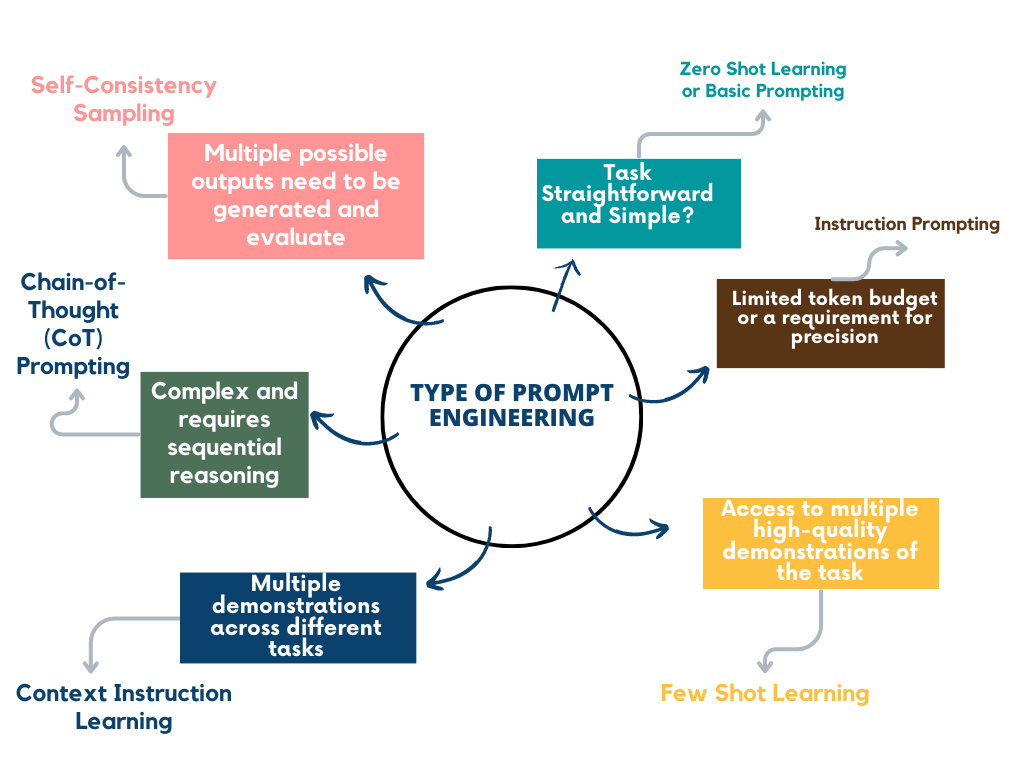 Self-Consistency
Sampling
Multiple possible
outputs need to be
generated and
evaluate
Zero Shot Learning
or Basic Prompting
Task
Straightforward
and Simple?
Instruction Prompting
Limited token budget
or a requirement for
precision
Chain-of-
Thought
(CoT)
Prompting
Complex and
requires
sequential
reasoning
TYPE OF PROMPT
ENGINEERING
Access to multiple
high-quality
demonstrations of
the task
Few Shot Learning
Multiple
demonstrations
across different
tasks
Context Instruction
Learning